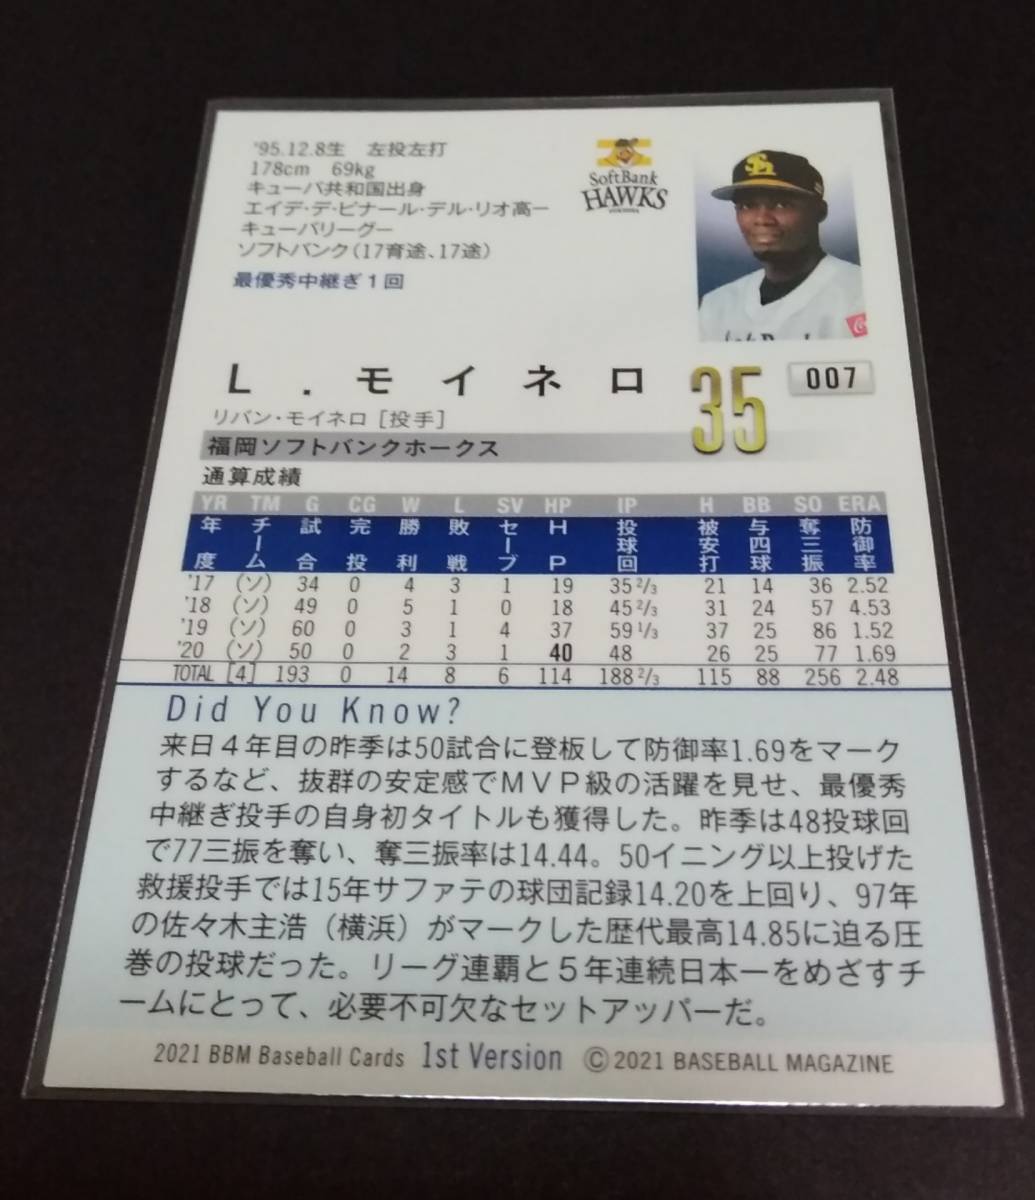 '95.12.8生 左投左打
178cm 69kg
キューバ共和国出身
エイデ・デ・ピナール・デル・リオ高ー
キューバリーグー
ソフトバンク(17育途、17途)
最優秀中継ぎ1回
SoftBank
HAWKS
L.モイネロ 35 007
リバン・モイネロ[投手]
福岡ソフトバンクホークス
通算成績
YR TM G CG W L SV HP IP H BB SO ERA
年度 チーム 試合 完投 勝利 敗戦 セーブ HP 投球回 被安打 与四球 奪三振 防御率
'17 (ソ) 34 0 4 3 1 19 35 2/3 21 14 36 2.52
'18 (ソ) 49 0 5 1 0 18 45 2/3 31 24 57 4.53
'19 (ソ) 60 0 3 1 4 37 59 1/3 37 25 86 1.52
'20 (ソ) 50 0 2 3 1 40 48 26 25 77 1.69
TOTAL [4] 193 0 14 8 6 114 188 2/3 115 88 256 2.48
Did You Know?
来日4年目の昨季は50試合に登板して防御率1.69をマーク
するなど、抜群の安定感でMVP級の活躍を見せ、最優秀
中継ぎ投手の自身初タイトルも獲得した。昨季は48投球回
で77三振を奪い、奪三振率は14.44。50イニング以上投げた
救援投手では15年サファテの球団記録14.20を上回り、97年
の佐々木主浩(横浜)がマークした歴代最高14.85に迫る圧
巻の投球だった。リーグ連覇と5年連続日本一をめざすチ
ームにとって、必要不可欠なセットアッパーだ。
2021 BBM Baseball Cards 1st Version ©2021 BASEBALL MAGAZINE